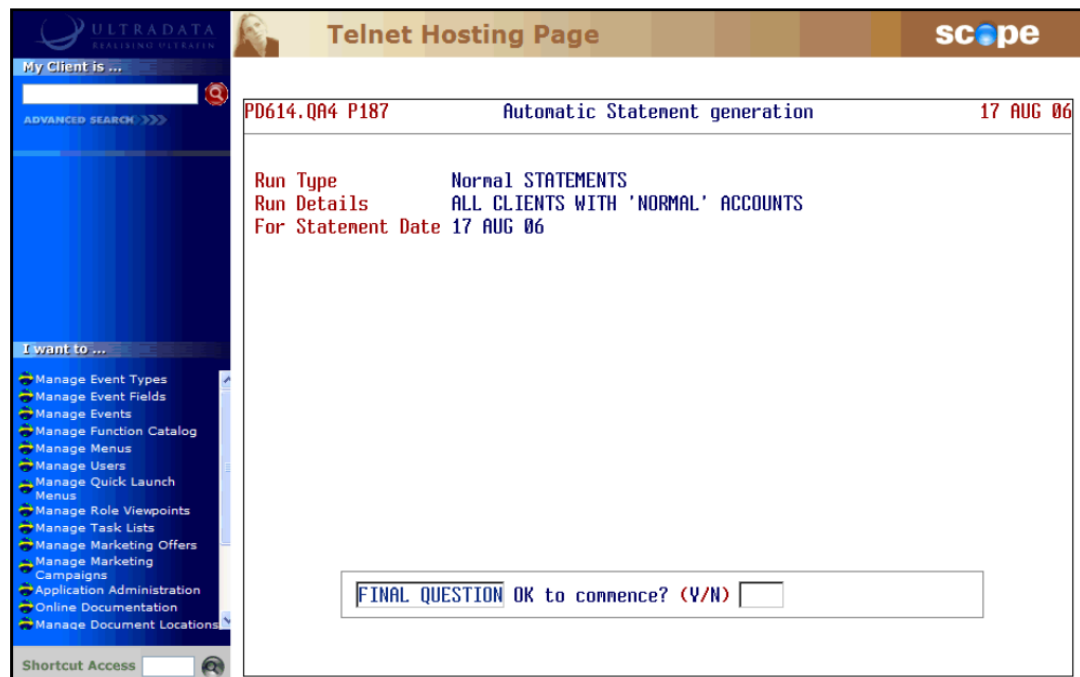 ULTRADATA
REALISING ULTRAFIN
Telnet Hosting Page
scope
My Client is ...
ADVANCED SEARCH
PD614.QA4 P187 Automatic Statement generation 17 AUG 06
Run Type Normal STATEMENTS
Run Details ALL CLIENTS WITH 'NORMAL' ACCOUNTS
For Statement Date 17 AUG 06
I want to ...
Manage Event Types
Manage Event Fields
Manage Events
Manage Function Catalog
Manage Menus
Manage Users
Manage Quick Launch
Menus
Manage Role Viewpoints
Manage Task Lists
Manage Marketing Offers
Manage Marketing
Campaigns
Application Administration
Online Documentation
Manage Document Locations
FINAL QUESTION OK to commence? (Y/N)
Shortcut Access